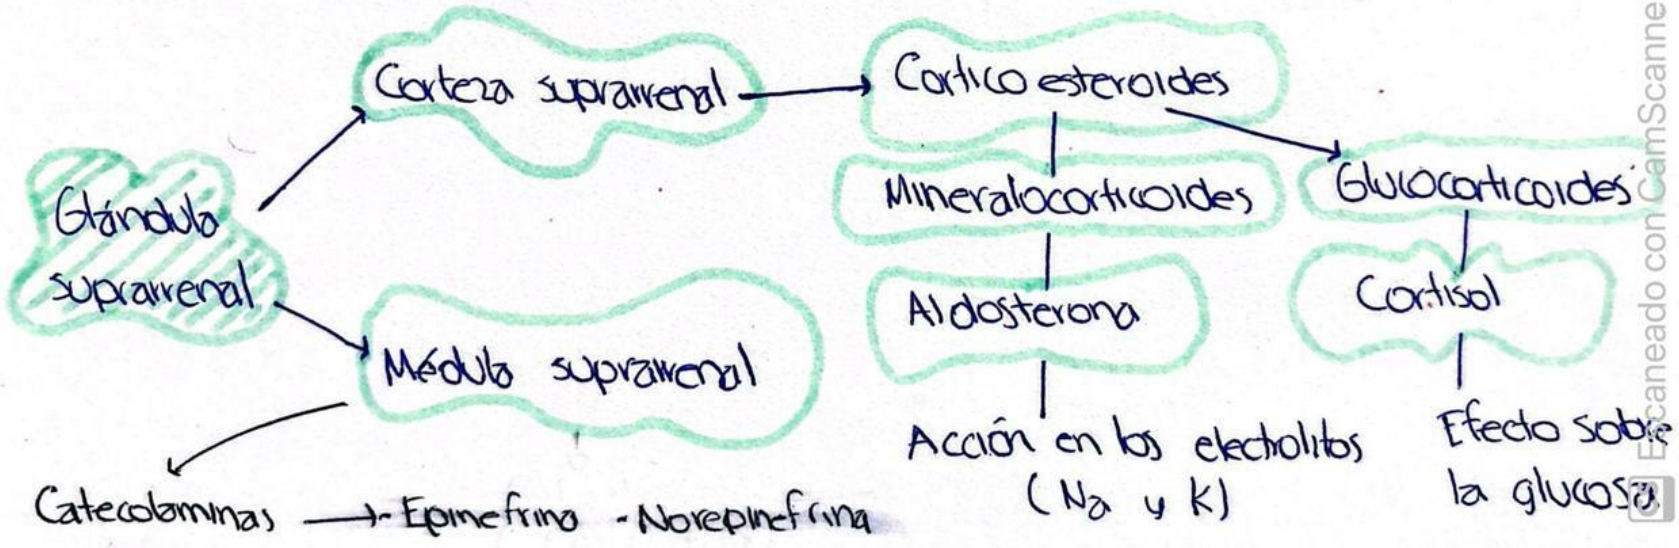 Corteza suprarrenal
Corticoesteroides
Glándula
suprarrenal
Mineralocorticoides
Glucocorticoides
Aldosterona
Cortisol
Médula suprarrenal
Acción en los electrolitos
(Na y K)
Efecto sobre
la glucosa.
Catecolaminas → - Epinefrina - Norepinefrina
Escaneado con CamScanne